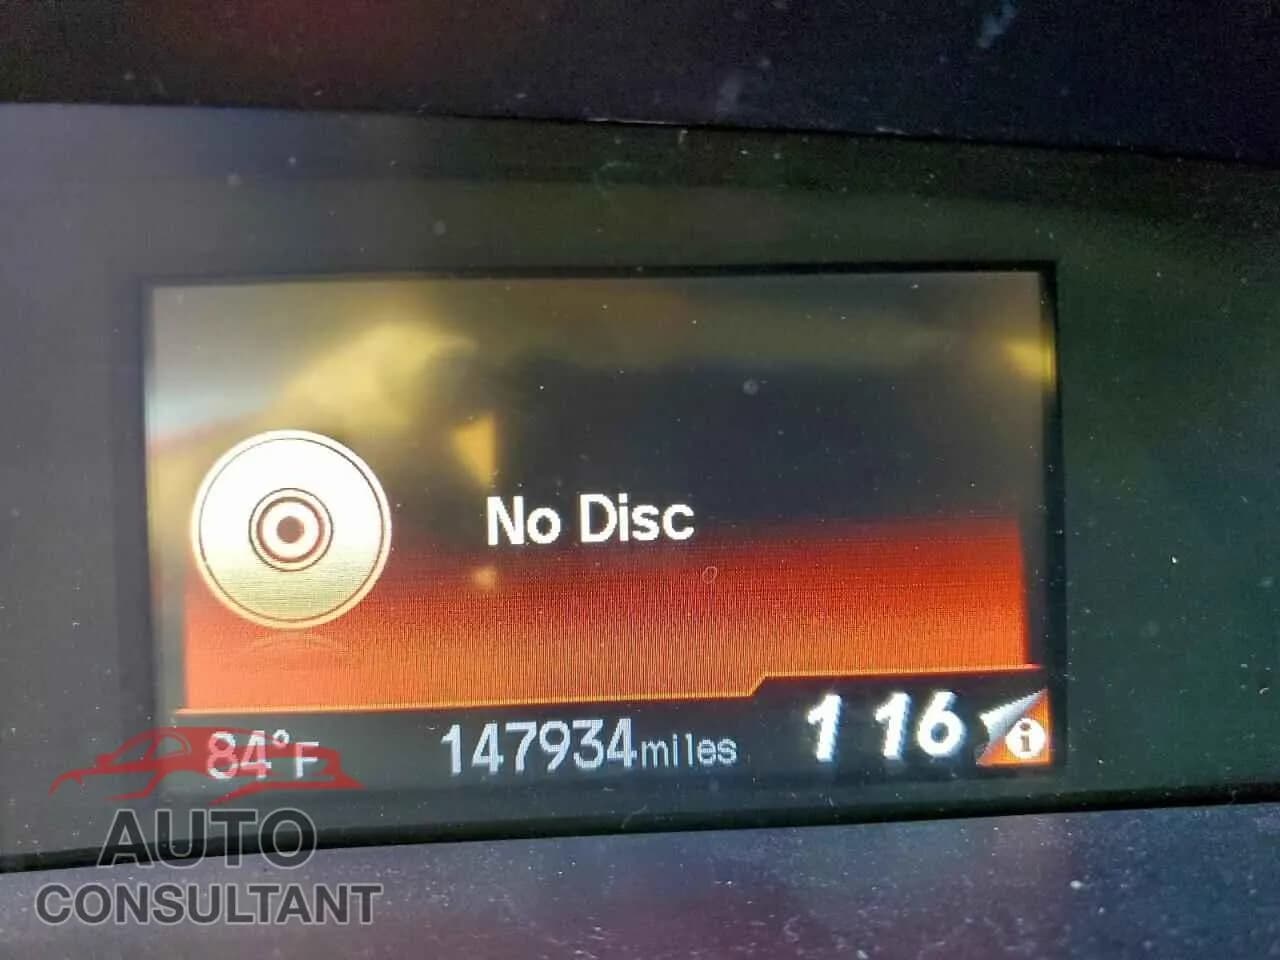 No Disc
84°F 147934miles 1 16 i
AUTO
CONSULTANT